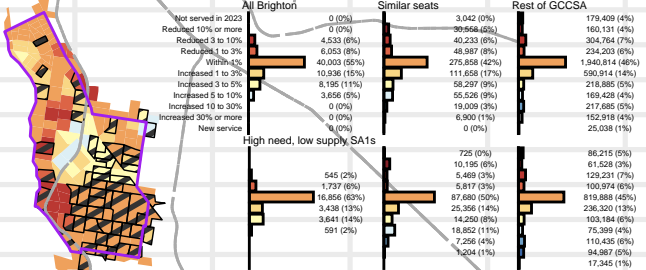 All Brighton Similar seats Rest of GCCSA
Not served in 2023 0 (0%) 3,042 (0%) 179,409 (4%)
Reduced 10% or more 0 (0%) 30,558 (5%) 160,131 (4%)
Reduced 3 to 10% 4,533 (6%) 40,233 (6%) 304,764 (7%)
Reduced 1 to 3% 6,053 (8%) 48,987 (8%) 234,203 (6%)
Within 1% 40,003 (55%) 275,858 (42%) 1,940,814 (46%)
Increased 1 to 3% 10,936 (15%) 111,658 (17%) 590,914 (14%)
Increased 3 to 5% 8,195 (11%) 58,297 (9%) 218,885 (5%)
Increased 5 to 10% 3,656 (5%) 55,526 (9%) 169,428 (4%)
Increased 10 to 30% 0 (0%) 19,009 (3%) 217,685 (5%)
Increased 30% or more 0 (0%) 6,900 (1%) 152,918 (4%)
New service 0 (0%) 0 (0%) 25,038 (1%)
High need, low supply SA1s
725 (0%) 86,215 (5%)
10,195 (6%) 61,528 (3%)
545 (2%) 5,469 (3%) 129,231 (7%)
1,737 (6%) 5,817 (3%) 100,974 (6%)
16,856 (63%) 87,680 (50%) 819,888 (45%)
3,438 (13%) 25,356 (14%) 236,320 (13%)
3,641 (14%) 14,250 (8%) 103,184 (6%)
591 (2%) 18,852 (11%) 75,399 (4%)
7,256 (4%) 110,435 (6%)
1,204 (1%) 94,987 (5%)
17,345 (1%)